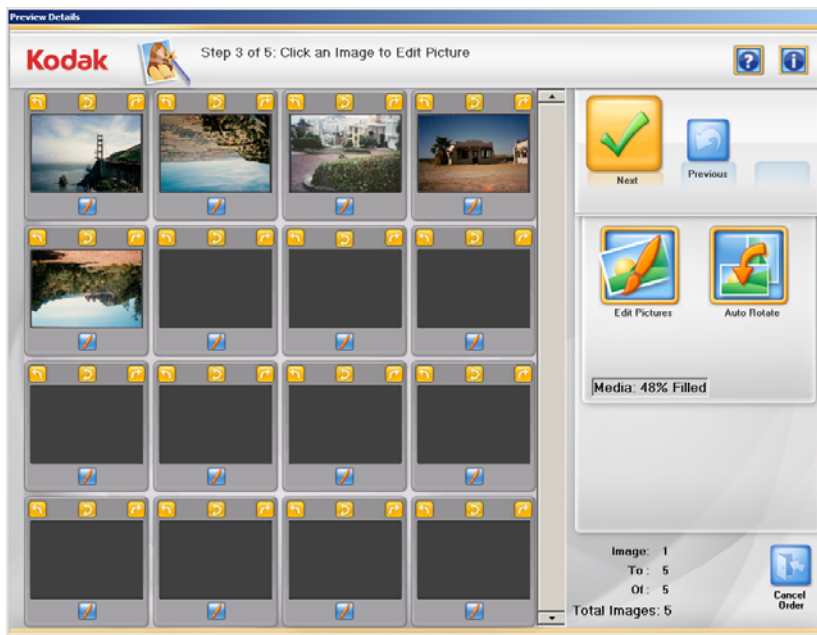 Preview Details
Kodak
Step 3 of 5: Click an Image to Edit Picture
Next
Previous
Edit Pictures
Auto Rotate
Media: 48% Filled
Image: 1
To: 5
Of: 5
Total Images: 5
Cancel
Order